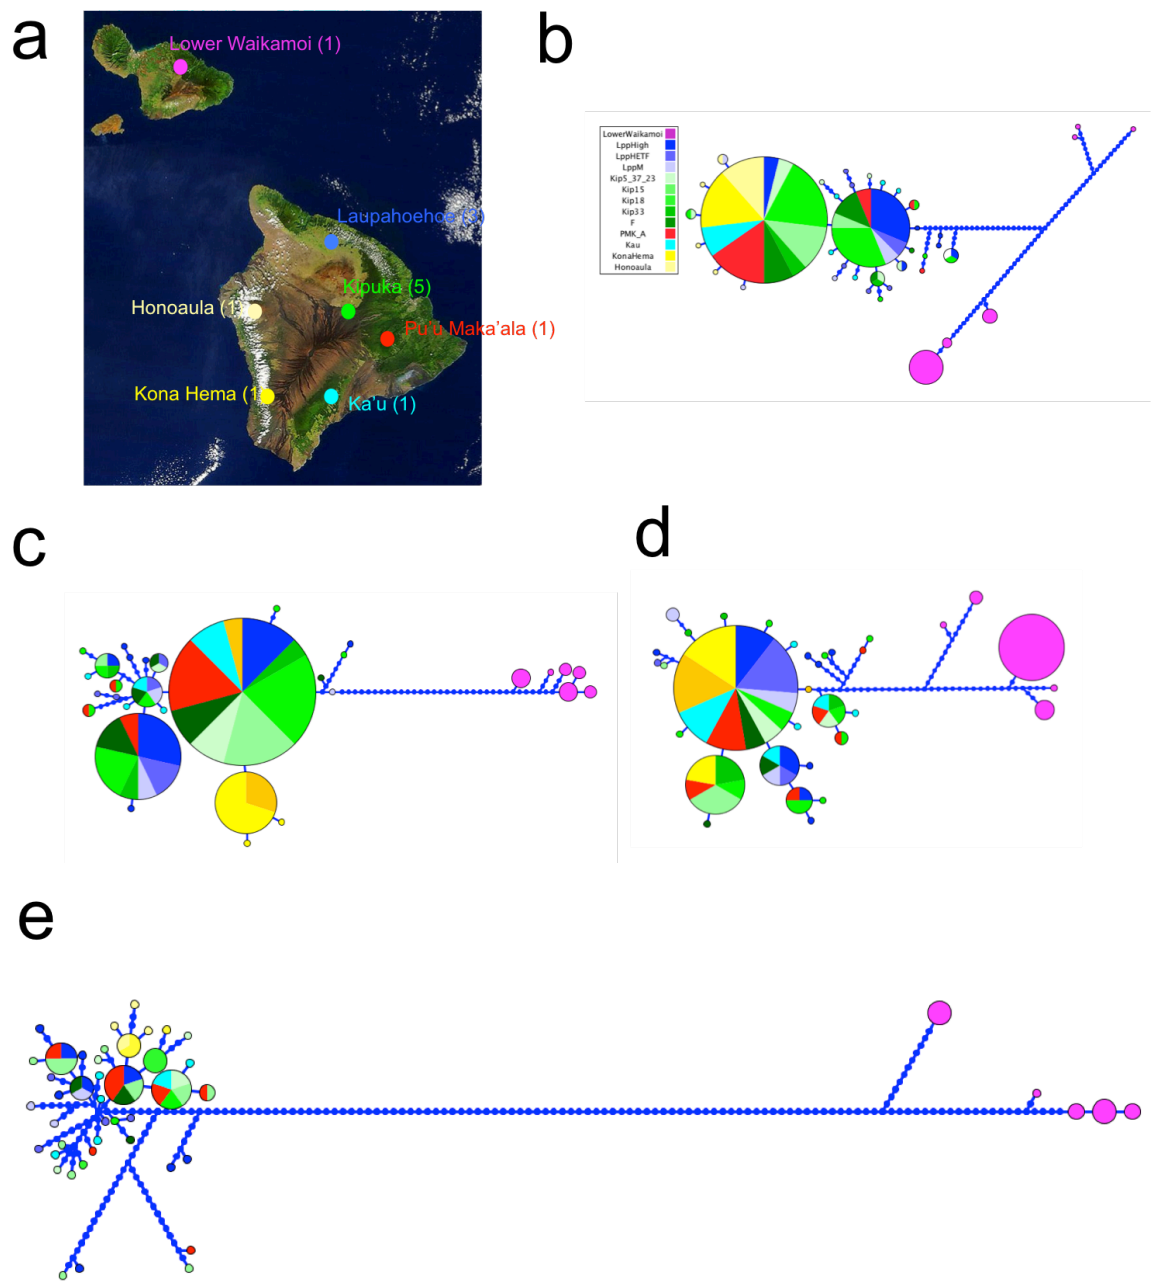 a
Lower Waikamoi (1)
Laupahoehoe (3)
Kipuka (5)
Honoaula (1)
Pu'u Maka'ala (1)
Kona Hema (1
Ka'u (1)
b
LowerWaikamoi
LppHigh
LppHETF
LppM
Kip5_37_23
Kip15
Kip18
Kip33
F
PMK_A
Kau
KonaHema
Honoaula
c
d
e